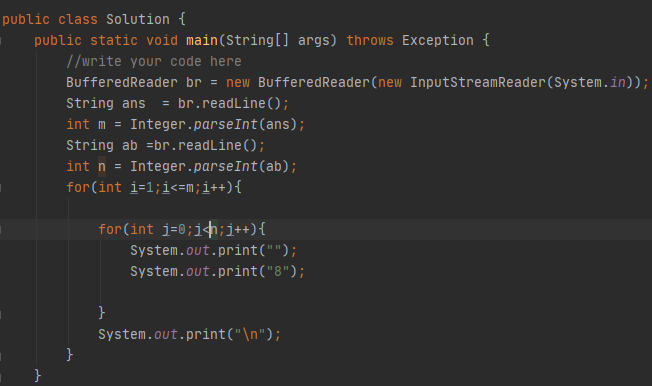 public class Solution {
public static void main(String[] args) throws Exception {
//write your code here
BufferedReader br = new BufferedReader(new InputStreamReader(System.in));
String ans  = br.readLine();
int m = Integer.parseInt(ans);
String ab =br.readLine();
int n = Integer.parseInt(ab);
for(int i=1;i<=m;i++){
for(int j=0;j<n;j++){
System.out.print("");
System.out.print("8");
}
System.out.print("\n");
}
}